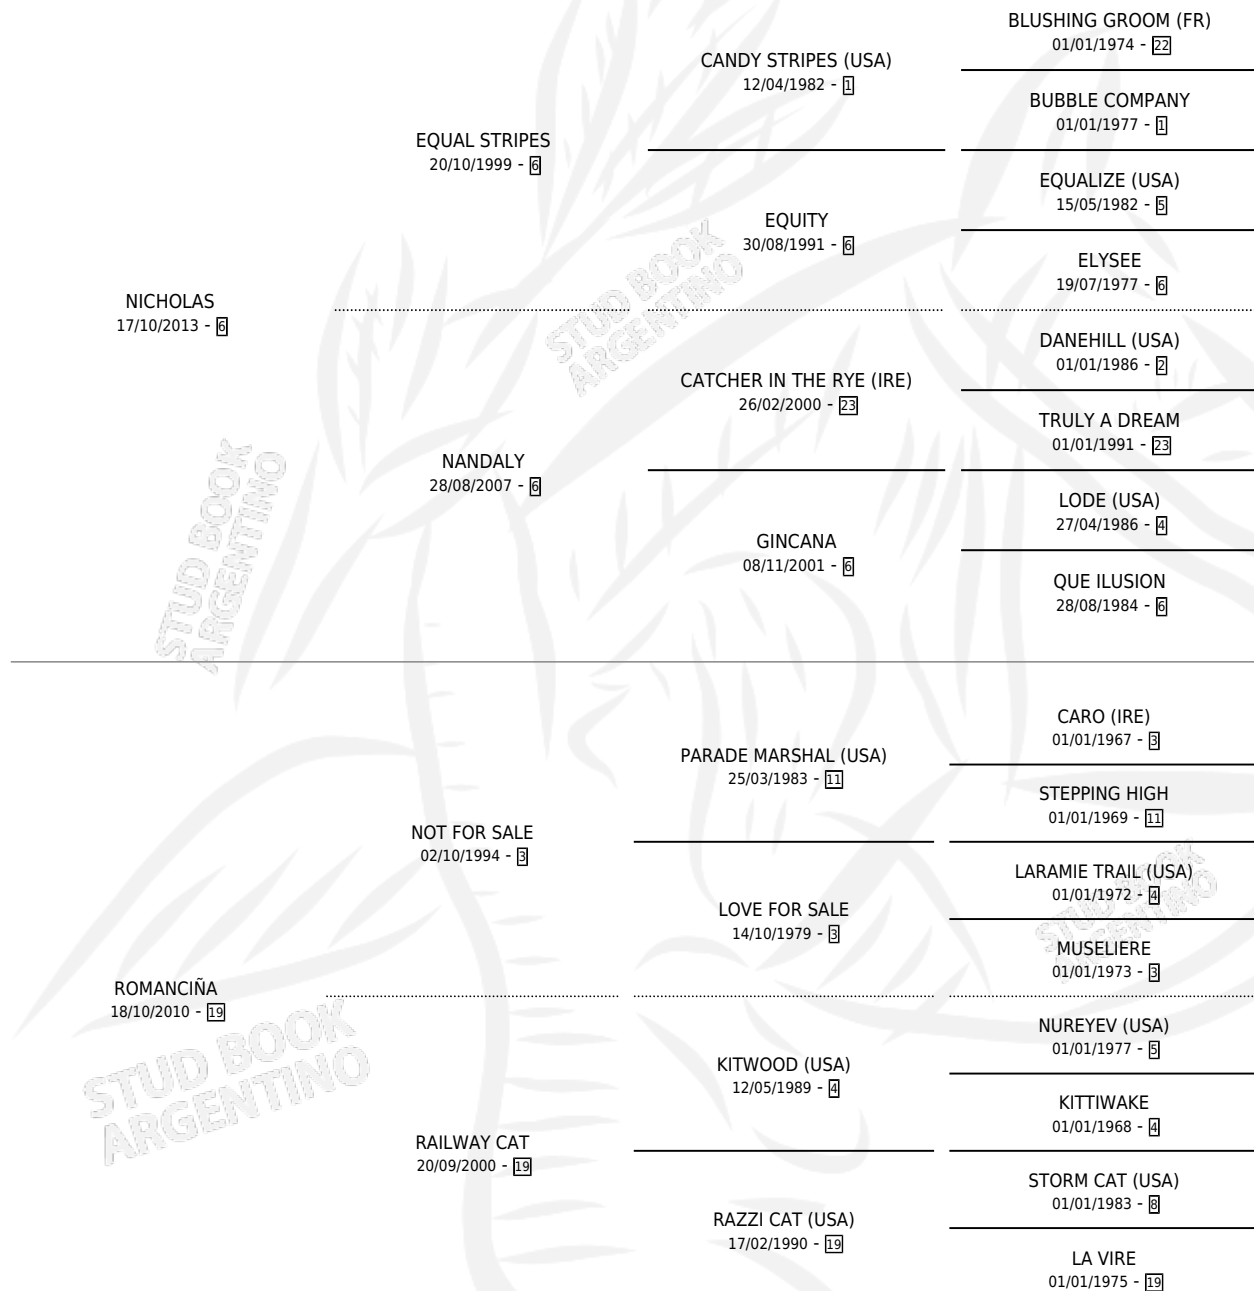 BLUSHING GROOM (FR)
01/01/1974 - 22
CANDY STRIPES (USA)
12/04/1982 - 1
BUBBLE COMPANY
01/01/1977 - 1
EQUAL STRIPES
20/10/1999 - 6
EQUALIZE (USA)
15/05/1982 - 5
EQUITY
30/08/1991 - 6
ELYSEE
19/07/1977 - 6
NICHOLAS
17/10/2013 - 6
DANEHILL (USA)
01/01/1986 - 2
CATCHER IN THE RYE (IRE)
26/02/2000 - 23
TRULY A DREAM
01/01/1991 - 23
NANDALY
28/08/2007 - 6
LODE (USA)
27/04/1986 - 4
GINCANA
08/11/2001 - 6
QUE ILUSION
28/08/1984 - 6
STUD BOOK
ARGENTINO
STUD BOOK
ARGENTINO
CARO (IRE)
01/01/1967 - 3
PARADE MARSHAL (USA)
25/03/1983 - 11
STEPPING HIGH
01/01/1969 - 11
NOT FOR SALE
02/10/1994 - 3
LARAMIE TRAIL (USA)
01/01/1972 - 4
LOVE FOR SALE
14/10/1979 - 3
MUSELIERE
01/01/1973 - 3
STUD BOOK
ARGENTINO
ROMANCIÑA
18/10/2010 - 19
NUREYEV (USA)
01/01/1977 - 5
KITWOOD (USA)
12/05/1989 - 4
KITTIWAKE
01/01/1968 - 4
RAILWAY CAT
20/09/2000 - 19
STORM CAT (USA)
01/01/1983 - 8
RAZZI CAT (USA)
17/02/1990 - 19
LA VIRE
01/01/1975 - 19
STUD BOOK
ARGENTINO